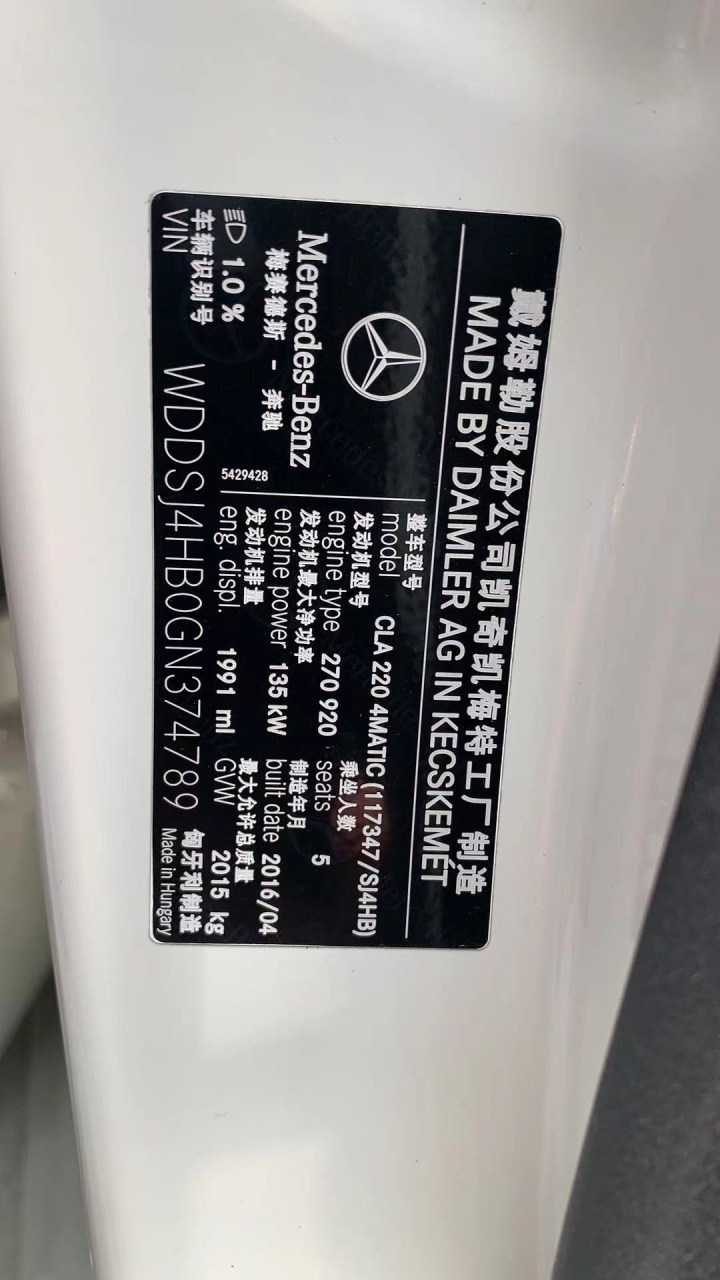 戴姆勒股份公司凯奇凯梅特工厂制造
MADE BY DAIMLER AG IN KECSKEMÉT
Mercedes-Benz
梅赛德斯 - 奔驰
1.0 %
5429428
整车型号
model CLA 220 4MATIC (117347/SJ4HB)
发动机型号 乘坐人数
engine type 270 920 seats 5
发动机最大净功率 制造年月
engine power 135 kW built date 2016/04
发动机排量 最大允许总质量
eng. displ. 1991 ml GVW 2015 kg
车辆识别号 匈牙利制造
VIN WDDSJ4HB0GN374789 Made in Hungary